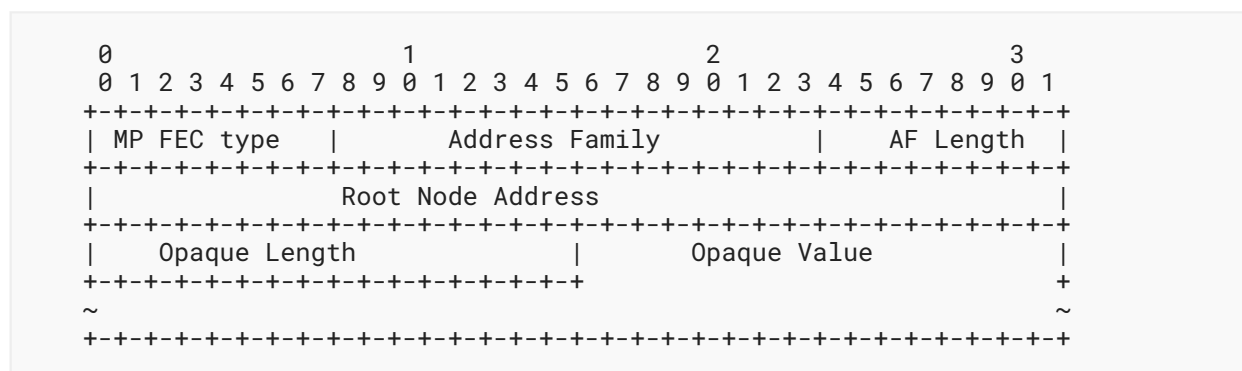 0                   1                   2                   3
 0 1 2 3 4 5 6 7 8 9 0 1 2 3 4 5 6 7 8 9 0 1 2 3 4 5 6 7 8 9 0 1
+-+-+-+-+-+-+-+-+-+-+-+-+-+-+-+-+-+-+-+-+-+-+-+-+-+-+-+-+-+-+-+-+
| MP FEC type   |       Address Family          |    AF Length  |
+-+-+-+-+-+-+-+-+-+-+-+-+-+-+-+-+-+-+-+-+-+-+-+-+-+-+-+-+-+-+-+-+
|                Root Node Address                              |
+-+-+-+-+-+-+-+-+-+-+-+-+-+-+-+-+-+-+-+-+-+-+-+-+-+-+-+-+-+-+-+-+
|    Opaque Length              |       Opaque Value            |
+-+-+-+-+-+-+-+-+-+-+-+-+-+-+-+-+                               +
~                                                               ~
+-+-+-+-+-+-+-+-+-+-+-+-+-+-+-+-+-+-+-+-+-+-+-+-+-+-+-+-+-+-+-+-+